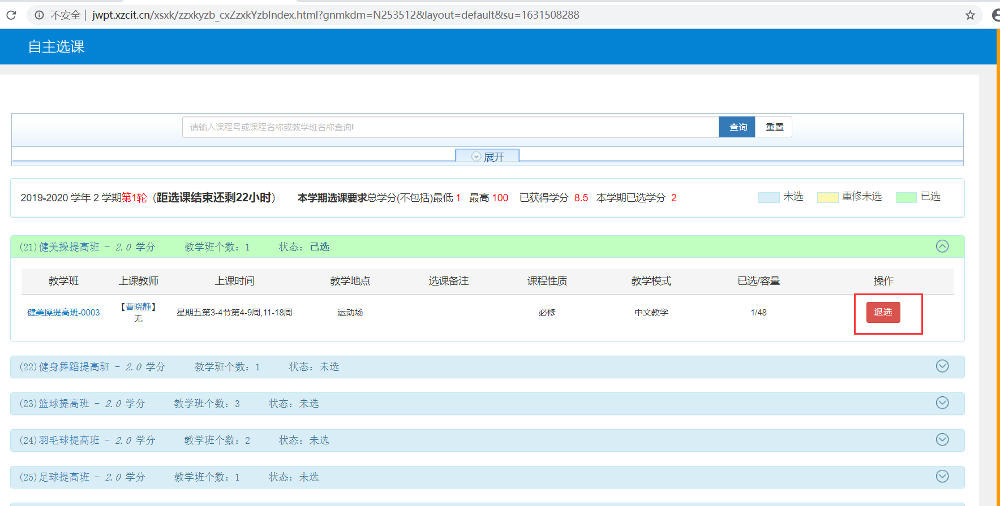 不安全 | jwpt.xzcit.cn/xsxk/zzxkyzb_cxZzxkYzbIndex.html?gnmkdm=N253512&layout=default&su=1631508288
自主选课
请输入课程号或课程名称或教学班名称查询! 查询 重置
展开
2019-2020 学年 2 学期第1轮（距选课结束还剩22小时） 本学期选课要求总学分(不包括)最低 1 最高 100 已获得学分 8.5 本学期已选学分 2 未选 重修未选 已选
(21)健美操提高班 - 2.0 学分 教学班个数：1 状态：已选
教学班 上课教师 上课时间 教学地点 选课备注 课程性质 教学模式 已选/容量 操作
健美操提高班-0003 【曹晓静】 星期五第3-4节第4-9周,11-18周 运动场 必修 中文教学 1/48 退选
无
(22)健身舞蹈提高班 - 2.0 学分 教学班个数：1 状态：未选
(23)篮球提高班 - 2.0 学分 教学班个数：3 状态：未选
(24)羽毛球提高班 - 2.0 学分 教学班个数：2 状态：未选
(25)足球提高班 - 2.0 学分 教学班个数：1 状态：未选